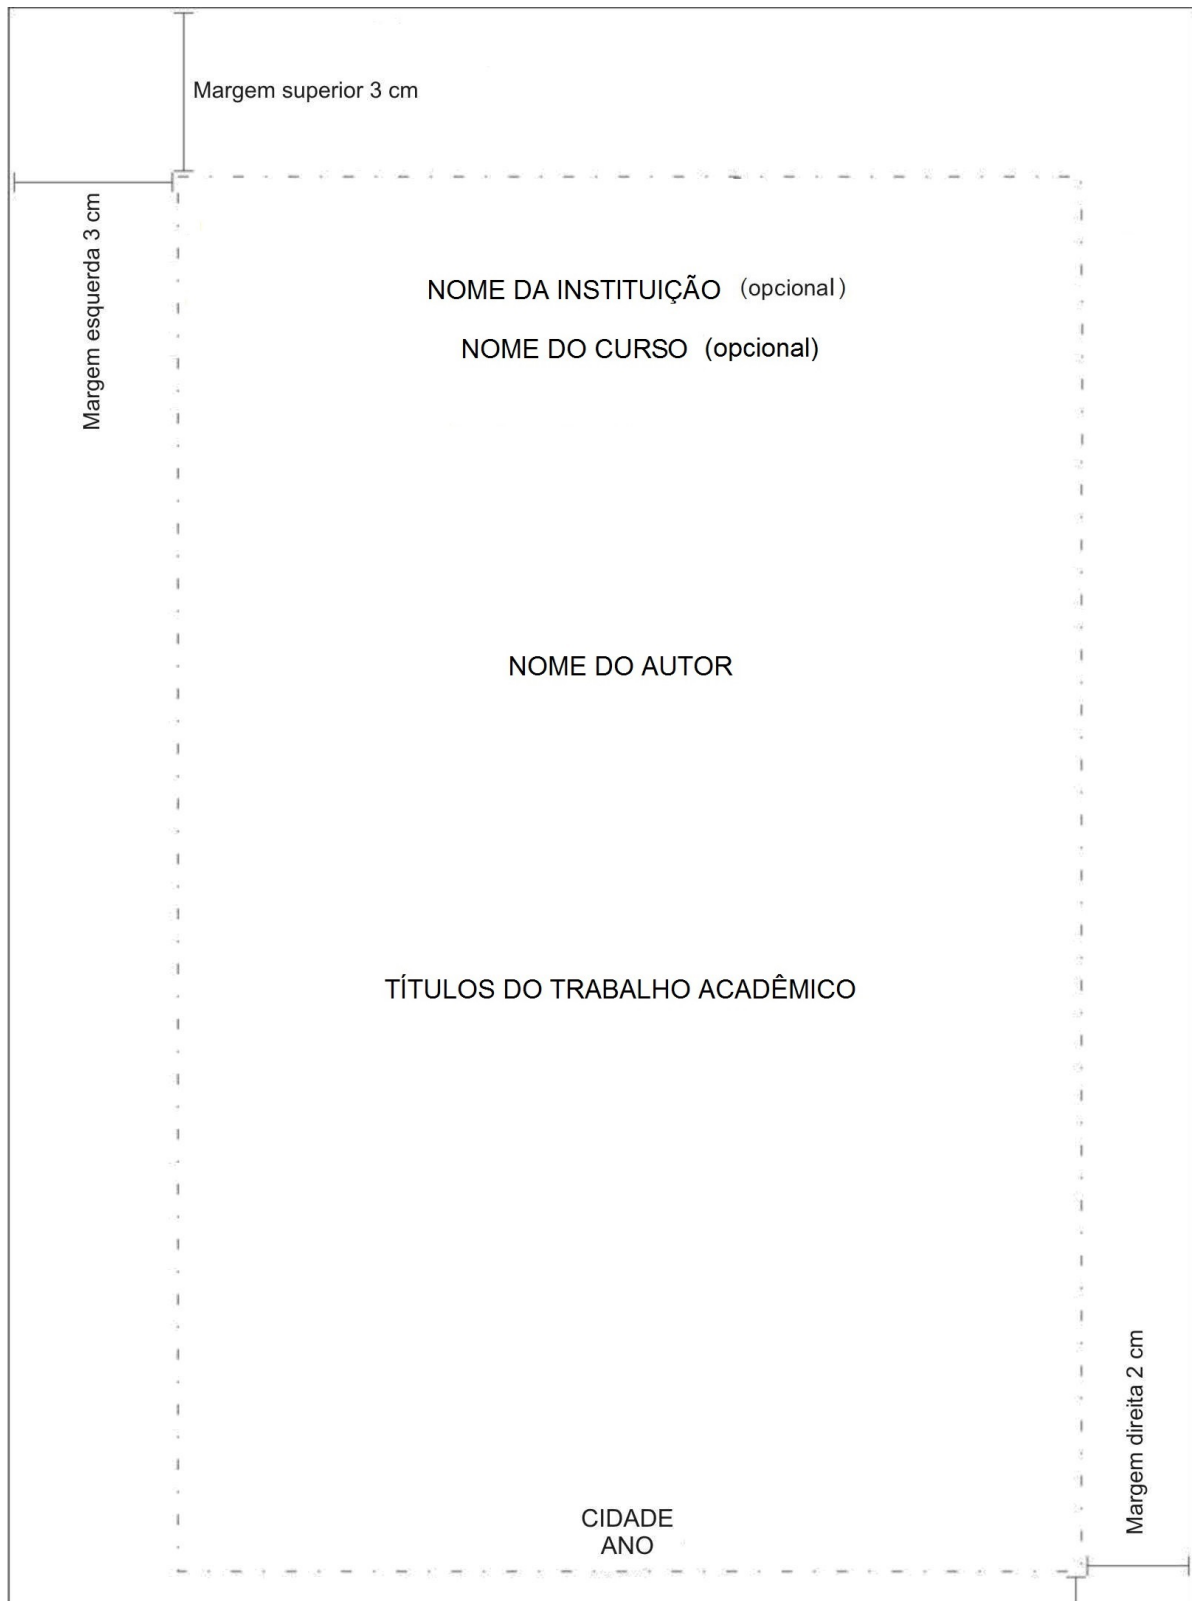 Margem superior 3 cm
Margem esquerda 3 cm
NOME DA INSTITUIÇÃO (opcional)
NOME DO CURSO (opcional)
NOME DO AUTOR
TÍTULOS DO TRABALHO ACADÊMICO
Margem direita 2 cm
CIDADE
ANO